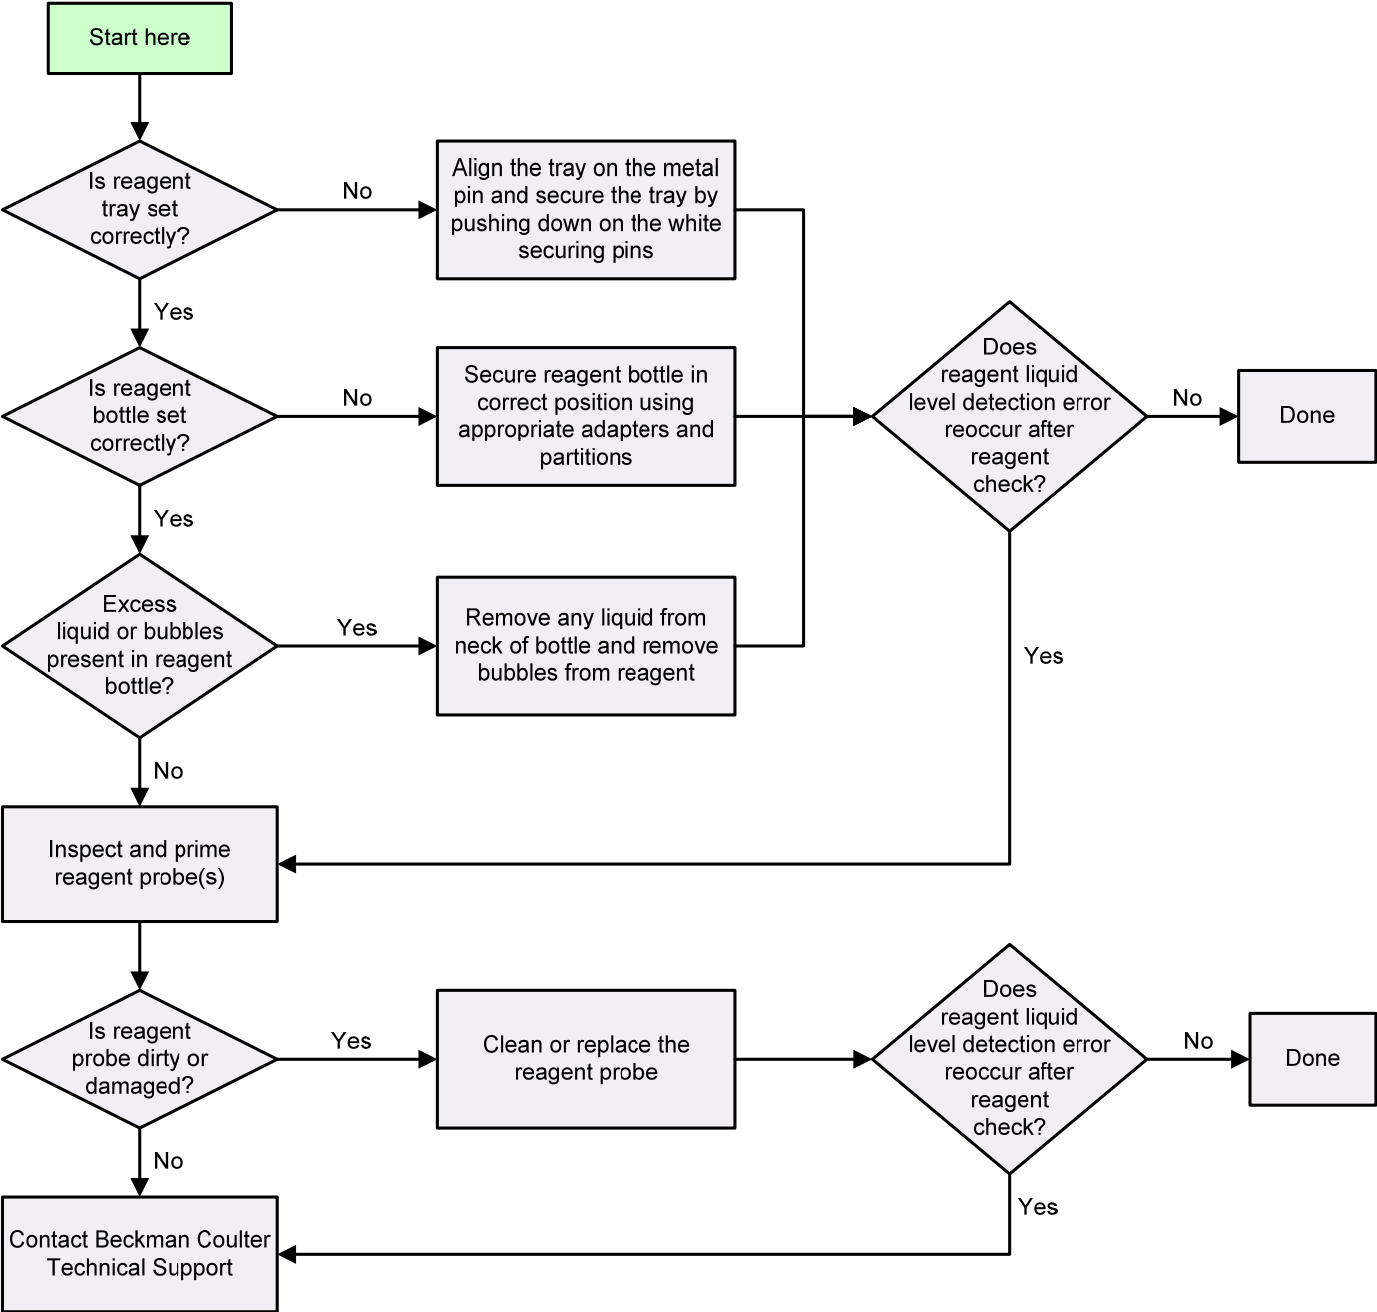 Start here
Is reagent
tray set
correctly?
No
Align the tray on the metal
pin and secure the tray by
pushing down on the white
securing pins
Yes
Is reagent
bottle set
correctly?
No
Secure reagent bottle in
correct position using
appropriate adapters and
partitions
Does
reagent liquid
level detection error
reoccur after
reagent
check?
No
Done
Yes
Excess
liquid or bubbles
present in reagent
bottle?
Yes
Remove any liquid from
neck of bottle and remove
bubbles from reagent
Yes
No
Inspect and prime
reagent probe(s)
Is reagent
probe dirty or
damaged?
Yes
Clean or replace the
reagent probe
Does
reagent liquid
level detection error
reoccur after
reagent
check?
No
Done
No
Yes
Contact Beckman Coulter
Technical Support